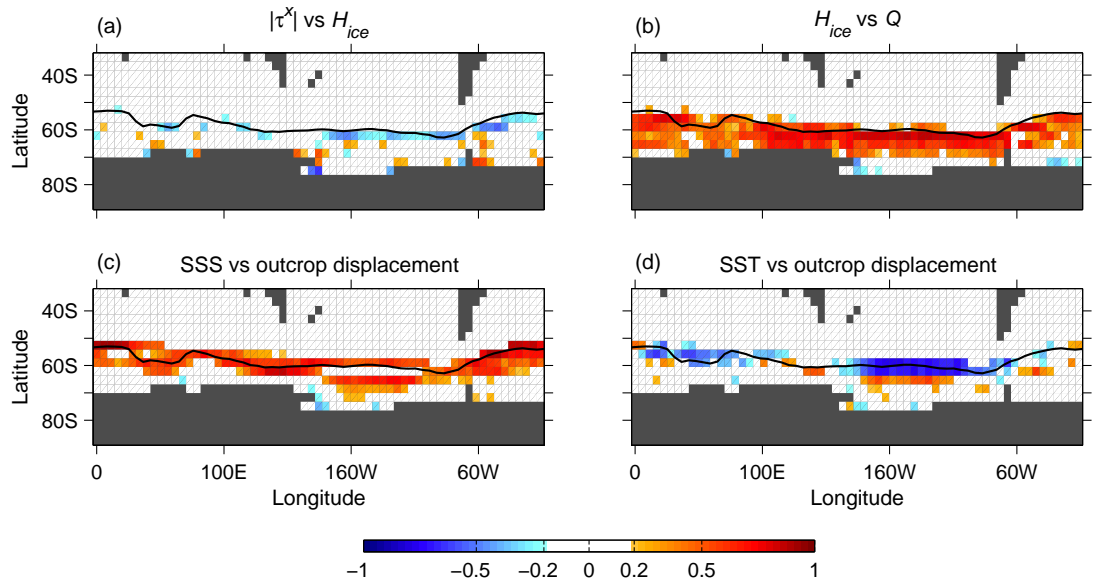 (a) |τˣ| vs H_ice
(b) H_ice vs Q
40S
60S
80S
Latitude
(c) SSS vs outcrop displacement
(d) SST vs outcrop displacement
40S
60S
80S
Latitude
0 100E 160W 60W
0 100E 160W 60W
Longitude
Longitude
−1 −0.5 −0.2 0 0.2 0.5 1